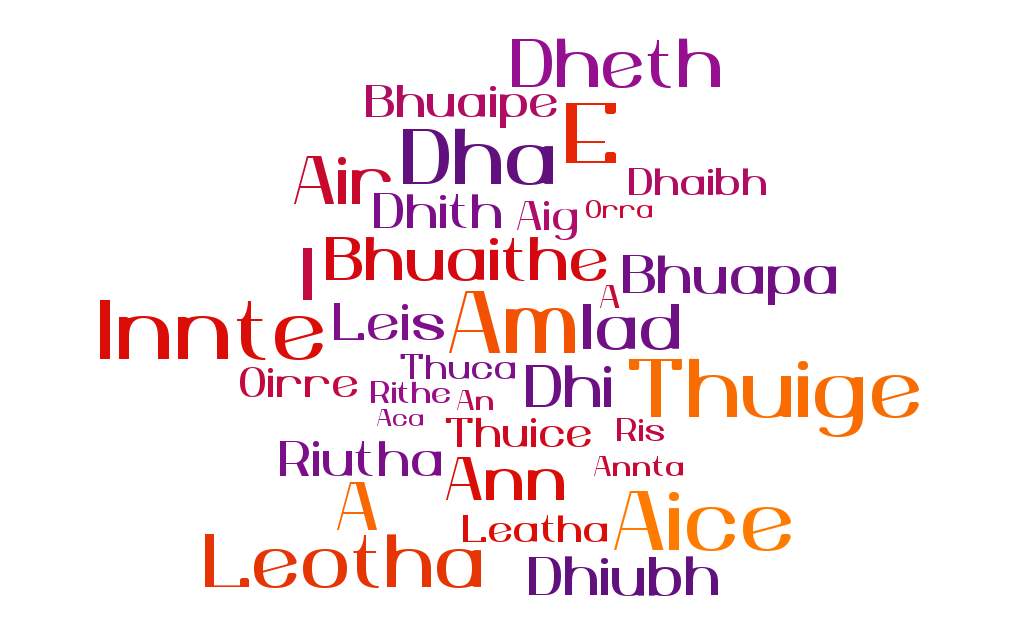 Dheth
Bhuaipe
E
Dha
Air
Dhaibh
Dhith
Aig
Orra
I
Bhuaithe
Bhuapa
A
Innte
Leis
Am
Iad
Thuca
Dhi
Thuige
Oirre
Rithe
An
Aca
Thuice
Ris
Riutha
Ann
Annta
A
Leatha
Aice
Leotha
Dhiubh